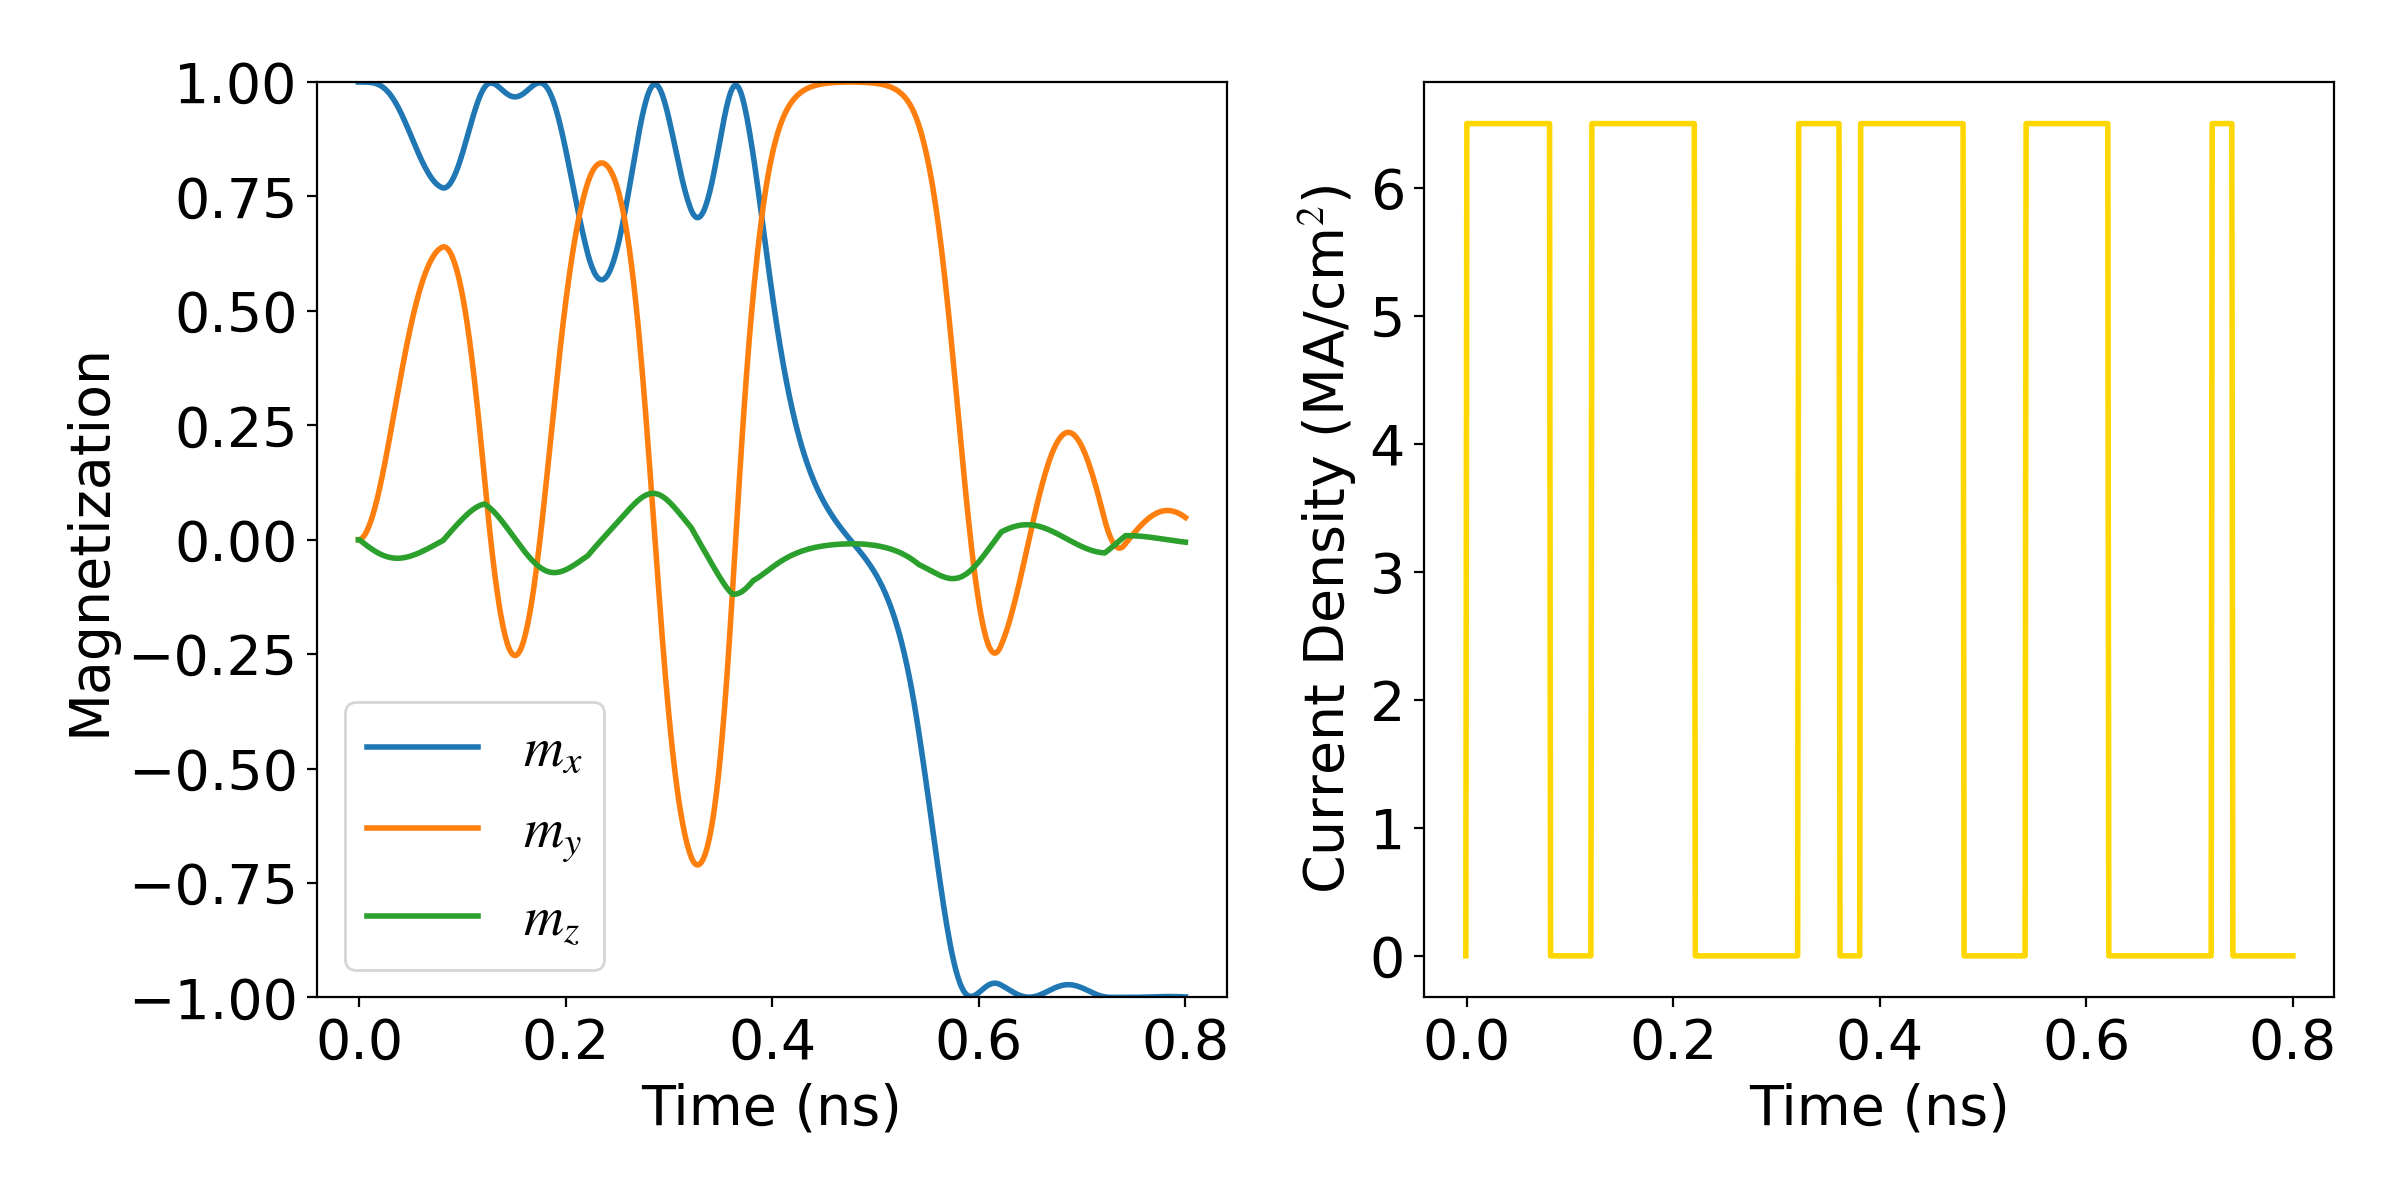 Magnetization
1.00
0.75
0.50
0.25
0.00
−0.25
−0.50
−0.75
−1.00
m_x
m_y
m_z
0.0 0.2 0.4 0.6 0.8
Time (ns)
Current Density (MA/cm²)
6
5
4
3
2
1
0
0.0 0.2 0.4 0.6 0.8
Time (ns)